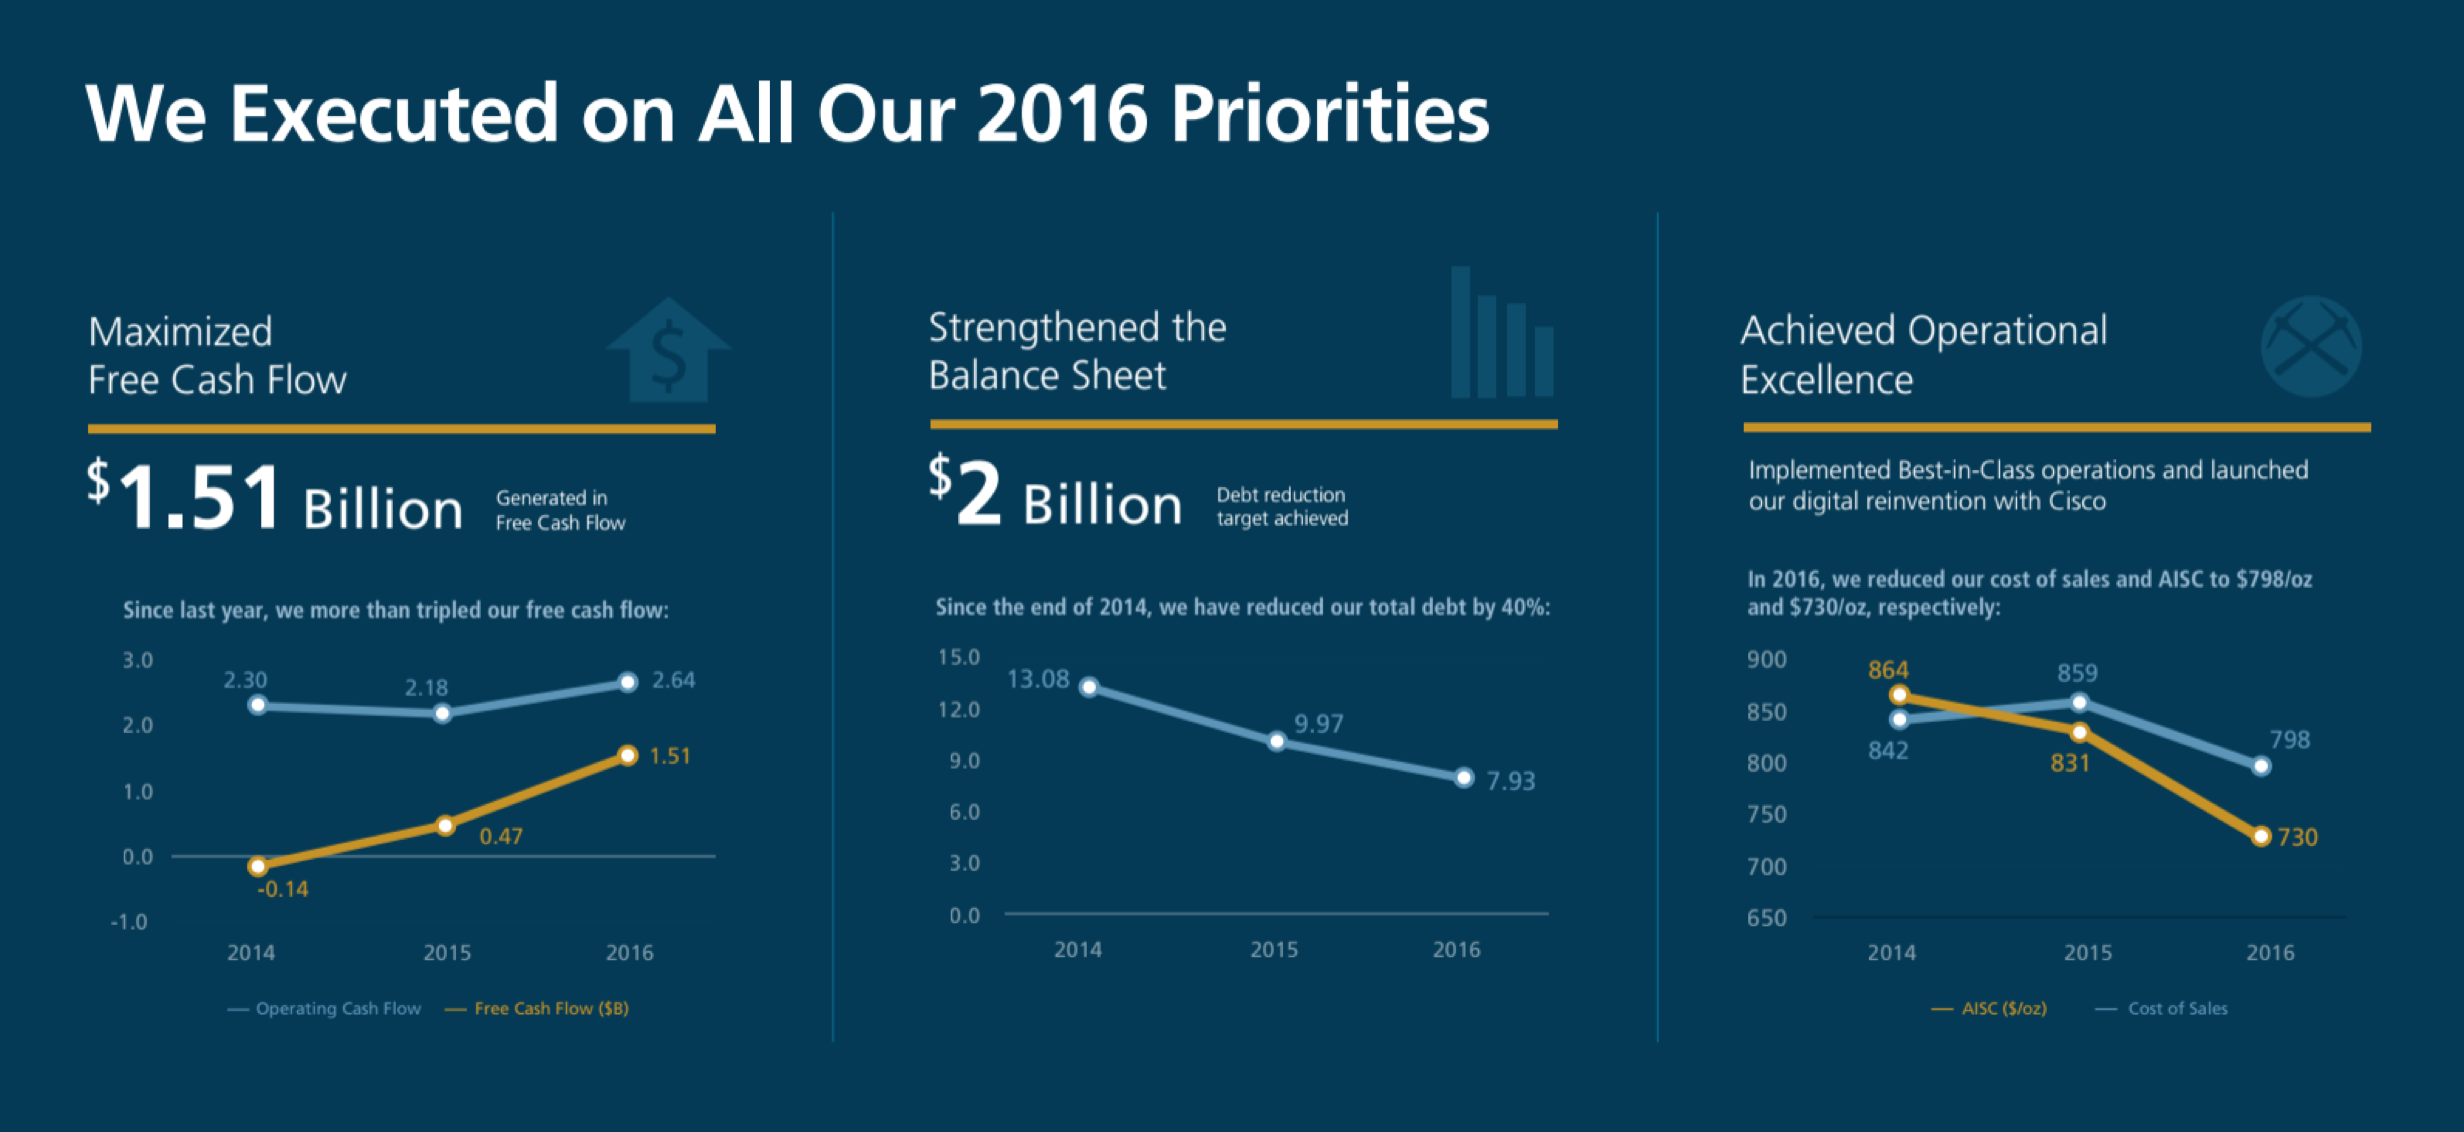 We Executed on All Our 2016 Priorities
Maximized
Free Cash Flow
$
$1.51 Billion
Generated in
Free Cash Flow
Since last year, we more than tripled our free cash flow:
3.0
2.0
1.0
0.0
-1.0
2.30
2.18
2.64
1.51
0.47
-0.14
2014 2015 2016
Operating Cash Flow Free Cash Flow ($B)
Strengthened the
Balance Sheet
$2 Billion
Debt reduction
target achieved
Since the end of 2014, we have reduced our total debt by 40%:
15.0
12.0
9.0
6.0
3.0
0.0
13.08
9.97
7.93
2014 2015 2016
Achieved Operational
Excellence
Implemented Best-in-Class operations and launched
our digital reinvention with Cisco
In 2016, we reduced our cost of sales and AISC to $798/oz
and $730/oz, respectively:
900
850
800
750
700
650
864
859
842
831
798
730
2014 2015 2016
AISC ($/oz) Cost of Sales